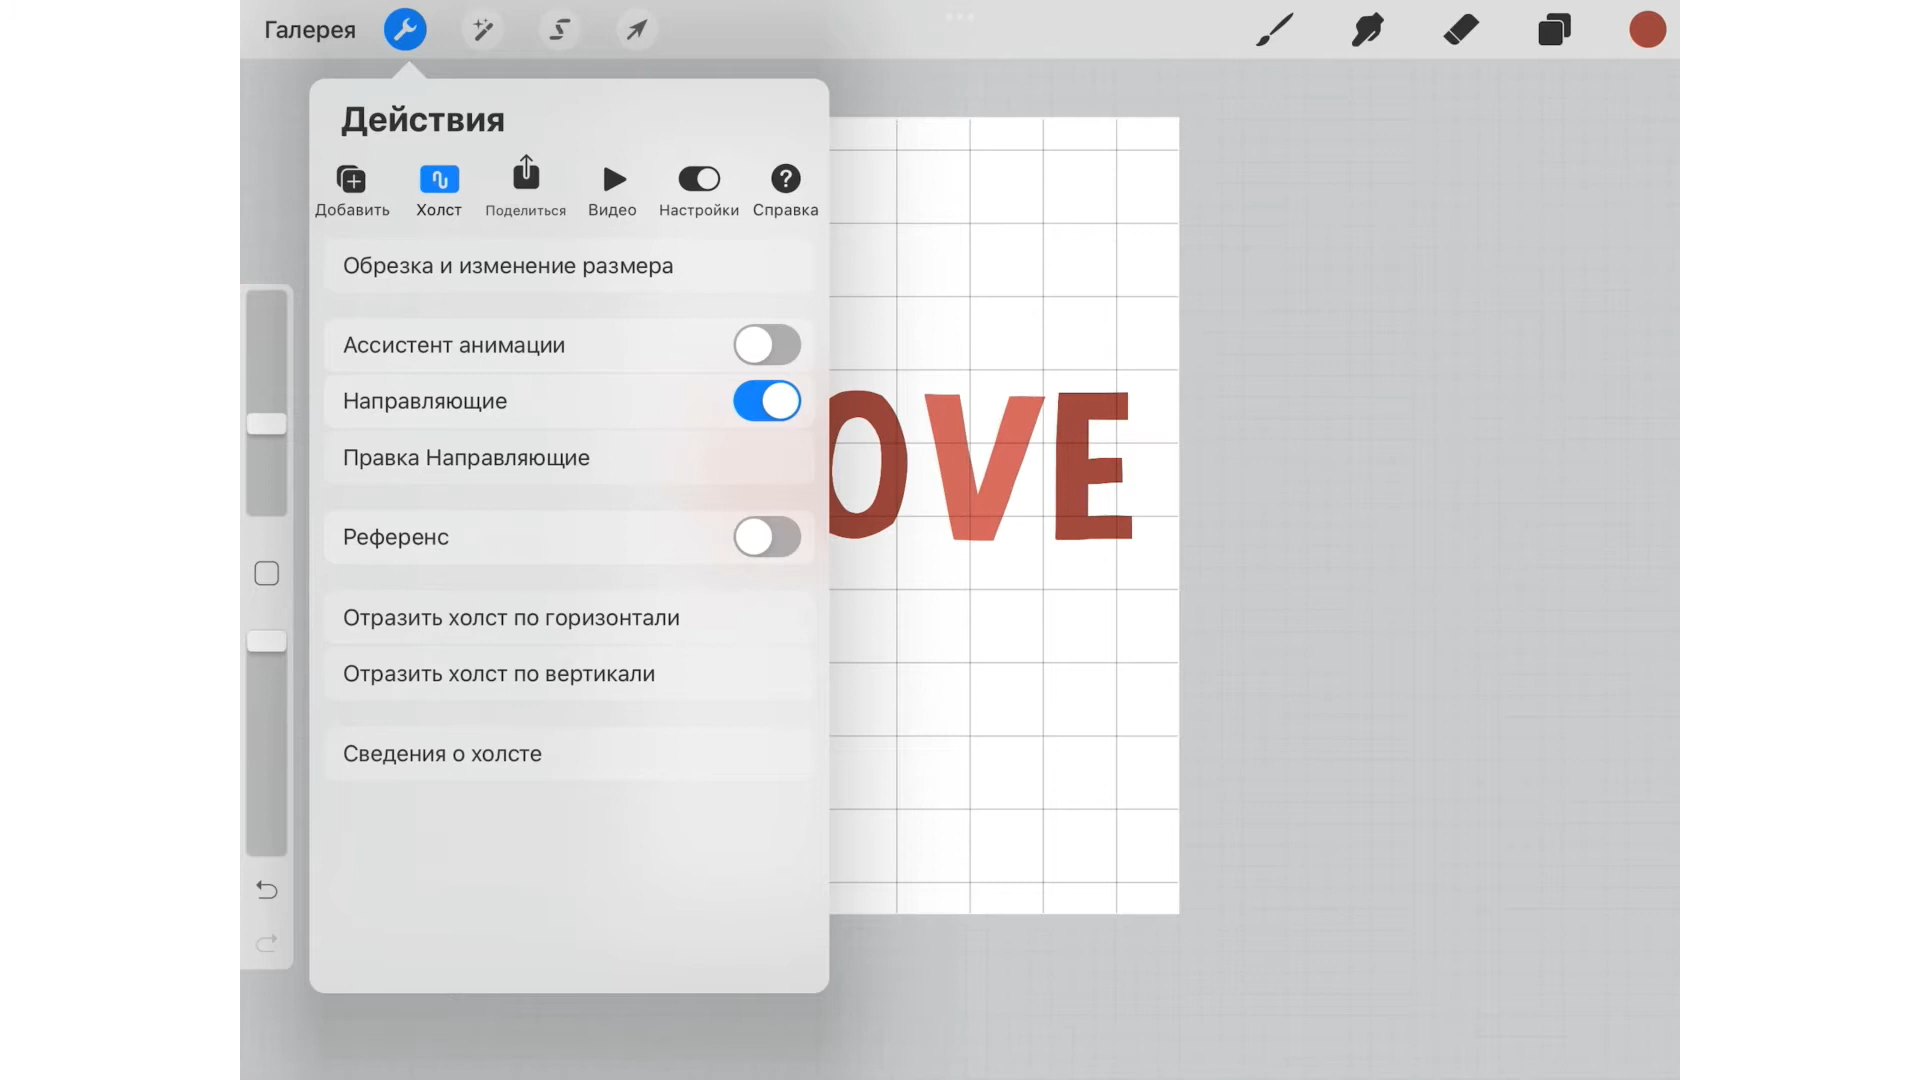 Галерея
Действия
Добавить Холст Поделиться Видео Настройки Справка
Обрезка и изменение размера
Ассистент анимации
Направляющие
Правка Направляющие
Референс
Отразить холст по горизонтали
Отразить холст по вертикали
Сведения о холсте
OVE